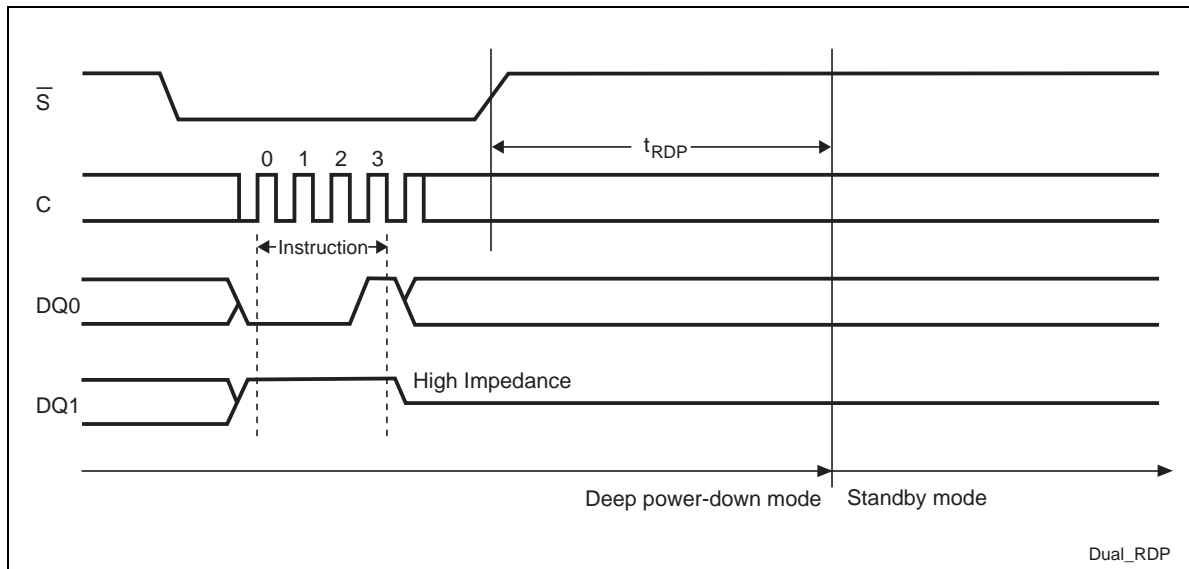 S̅
t_RDP
0 1 2 3
C
Instruction
DQ0
High Impedance
DQ1
Deep power-down mode Standby mode
Dual_RDP